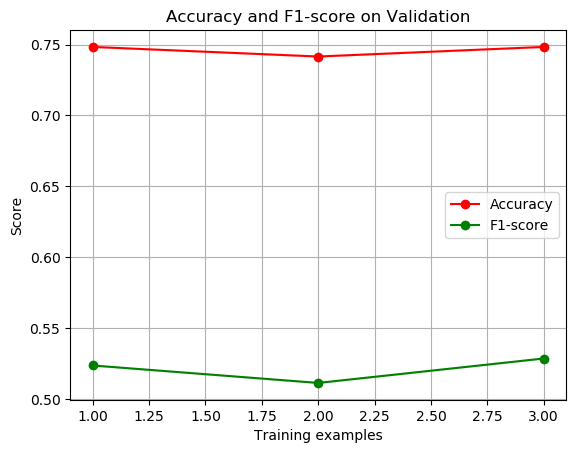 Accuracy and F1-score on Validation
Score
0.75
0.70
0.65
0.60
0.55
0.50
Accuracy
F1-score
1.00 1.25 1.50 1.75 2.00 2.25 2.50 2.75 3.00
Training examples